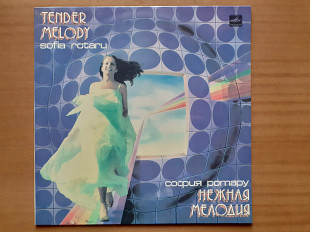 TENDER
MELODY
sofia rotaru
софия ротару
НЕЖНАЯ
МЕЛОДИЯ